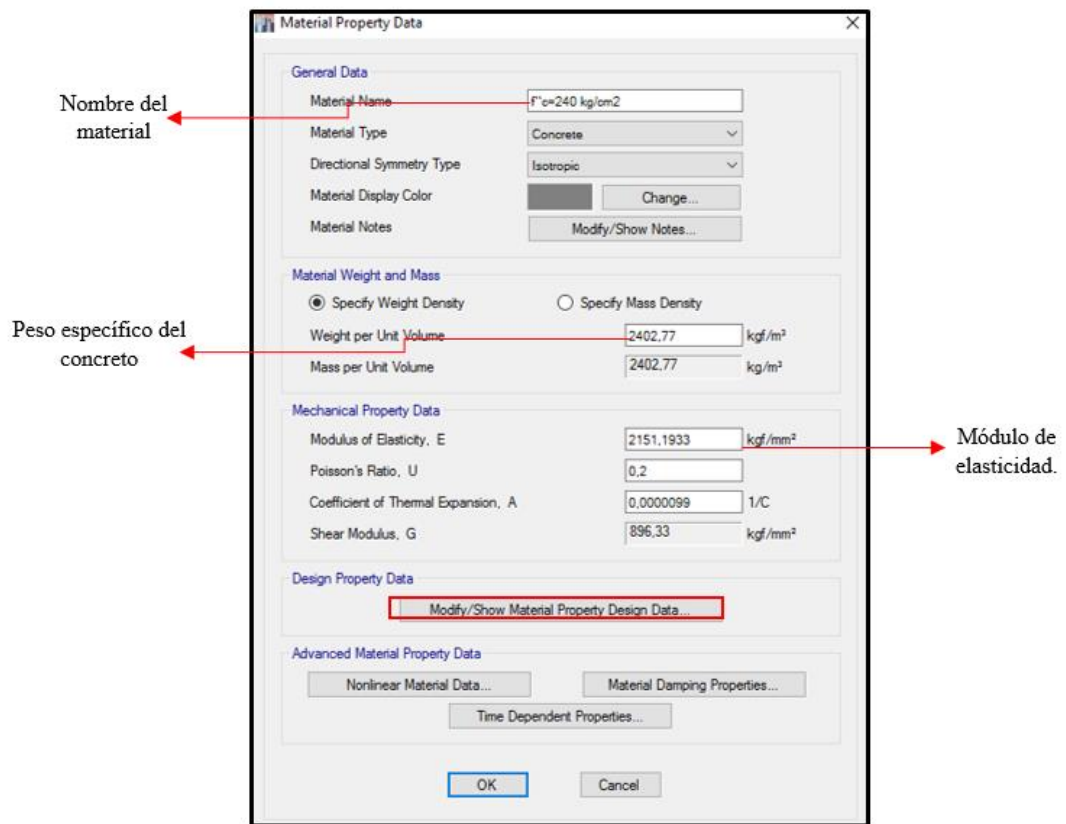 Material Property Data
General Data
Nombre del
material
Material Name f"c=240 kg/cm2
Material Type Concrete
Directional Symmetry Type Isotropic
Material Display Color Change...
Material Notes Modify/Show Notes...
Material Weight and Mass
Specify Weight Density Specify Mass Density
Peso específico del
concreto
Weight per Unit Volume 2402,77 kgf/m³
Mass per Unit Volume 2402,77 kg/m³
Mechanical Property Data
Modulus of Elasticity, E 2151,1933 kgf/mm²
Módulo de
elasticidad.
Poisson's Ratio, U 0,2
Coefficient of Thermal Expansion, A 0,0000099 1/C
Shear Modulus, G 896,33 kgf/mm²
Design Property Data
Modify/Show Material Property Design Data...
Advanced Material Property Data
Nonlinear Material Data... Material Damping Properties...
Time Dependent Properties...
OK Cancel